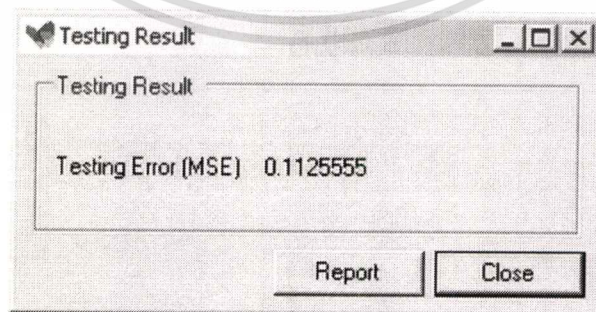 Testing Result
Testing Result
Testing Error (MSE) 0.1125555
Report Close